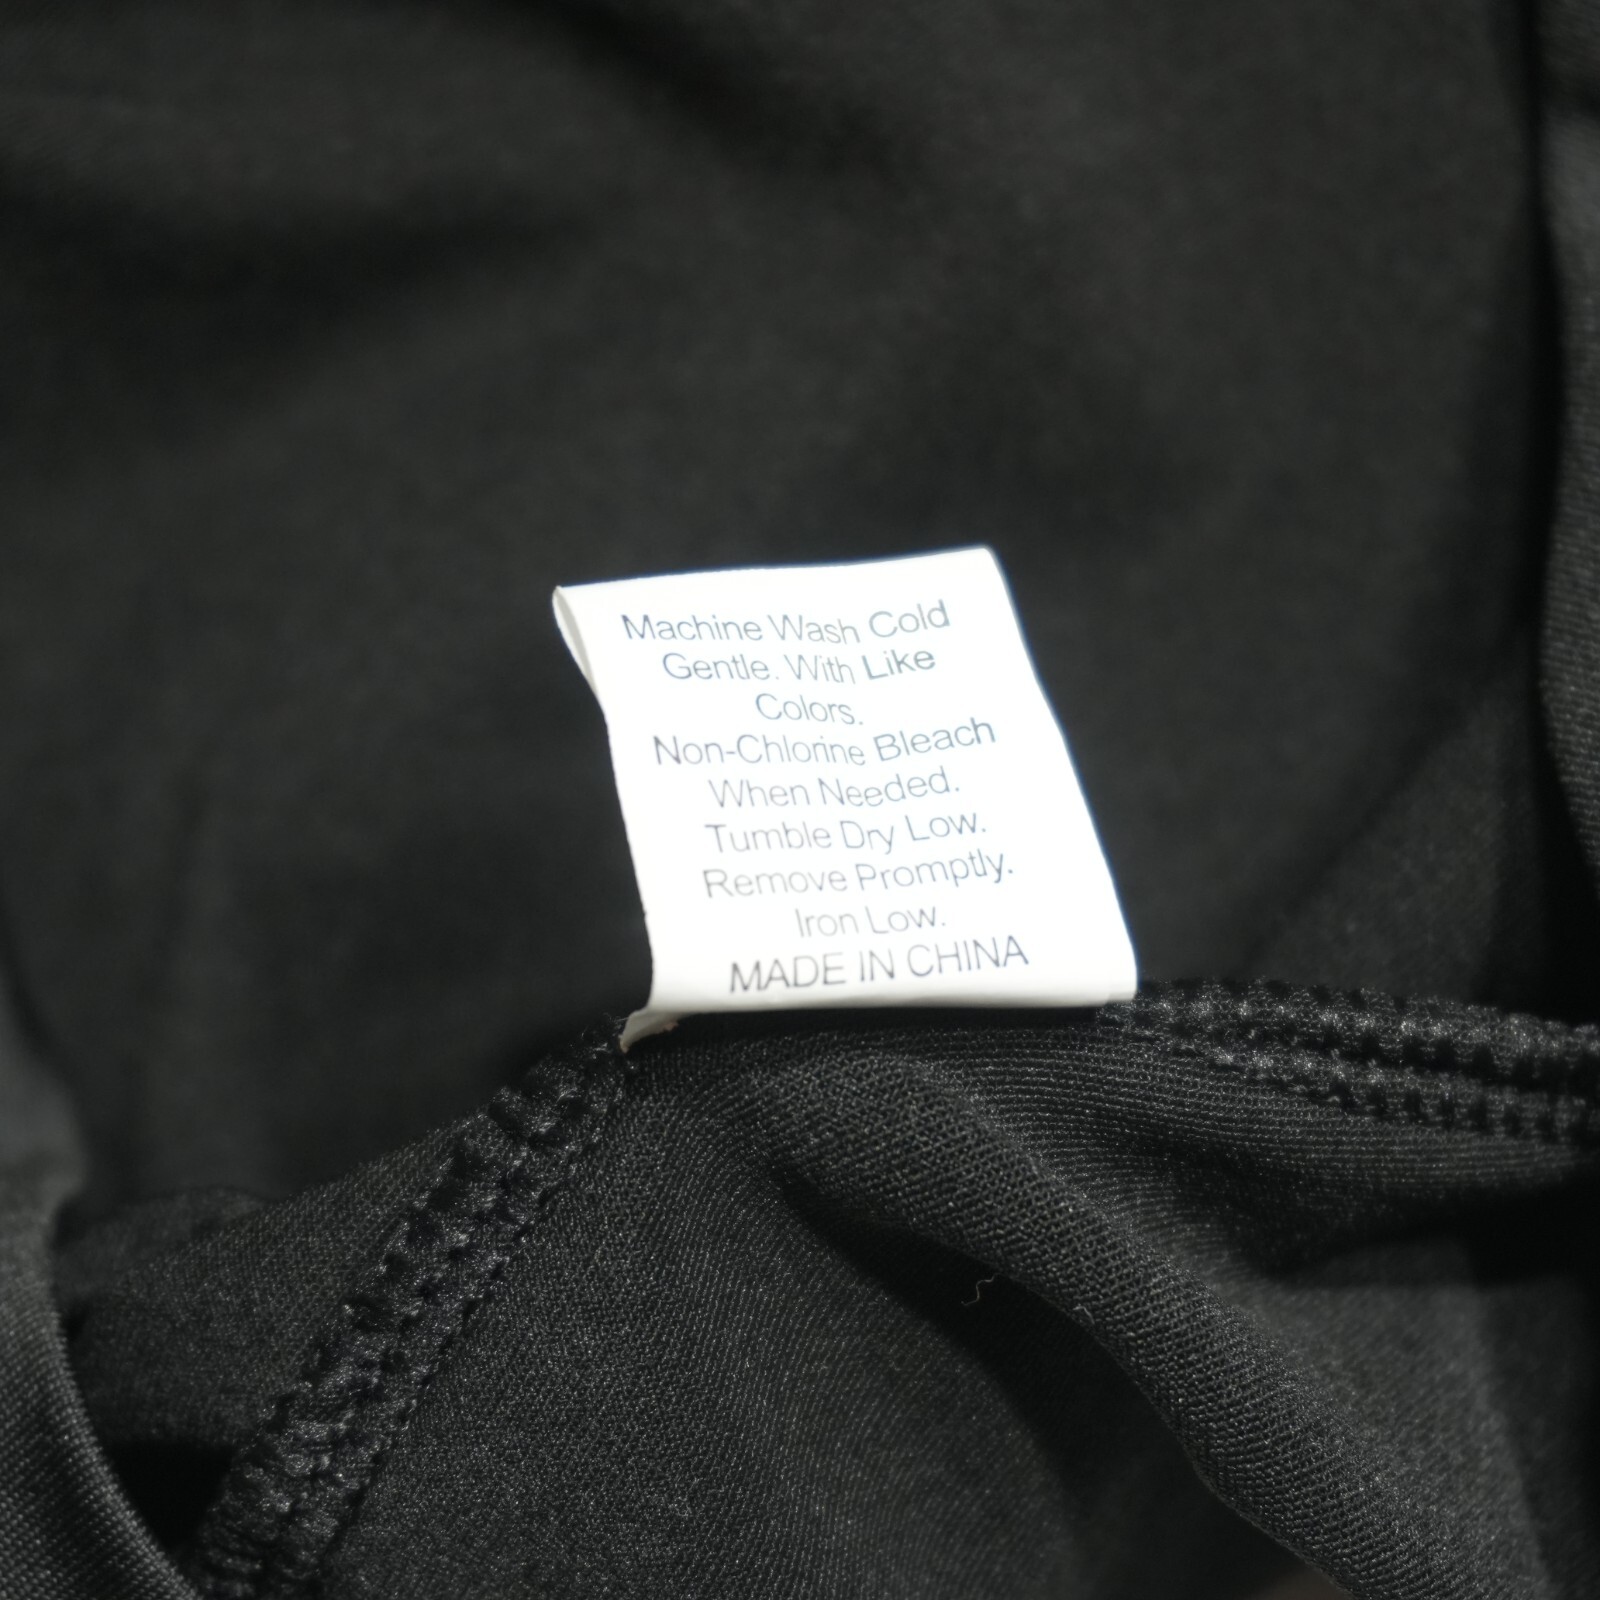 Machine Wash Cold
Gentle. With Like
Colors.
Non-Chlorine Bleach
When Needed.
Tumble Dry Low.
Remove Promptly.
Iron Low.
MADE IN CHINA